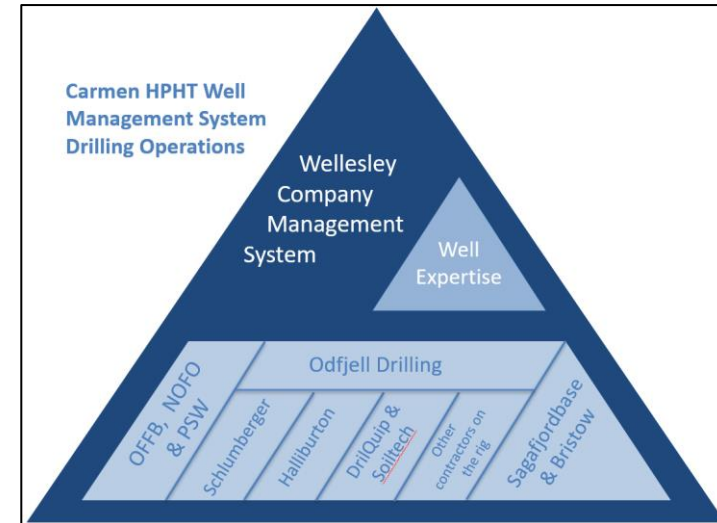 Carmen HPHT Well
Management System
Drilling Operations
Wellesley
Company
Management
System
Well
Expertise
Odfjell Drilling
OFFB, NOFO
& PSW
Schlumberger
Halliburton
DrilQuip &
Soiltech
Other
contractors on
the rig
Sagafjordbase
& Bristow